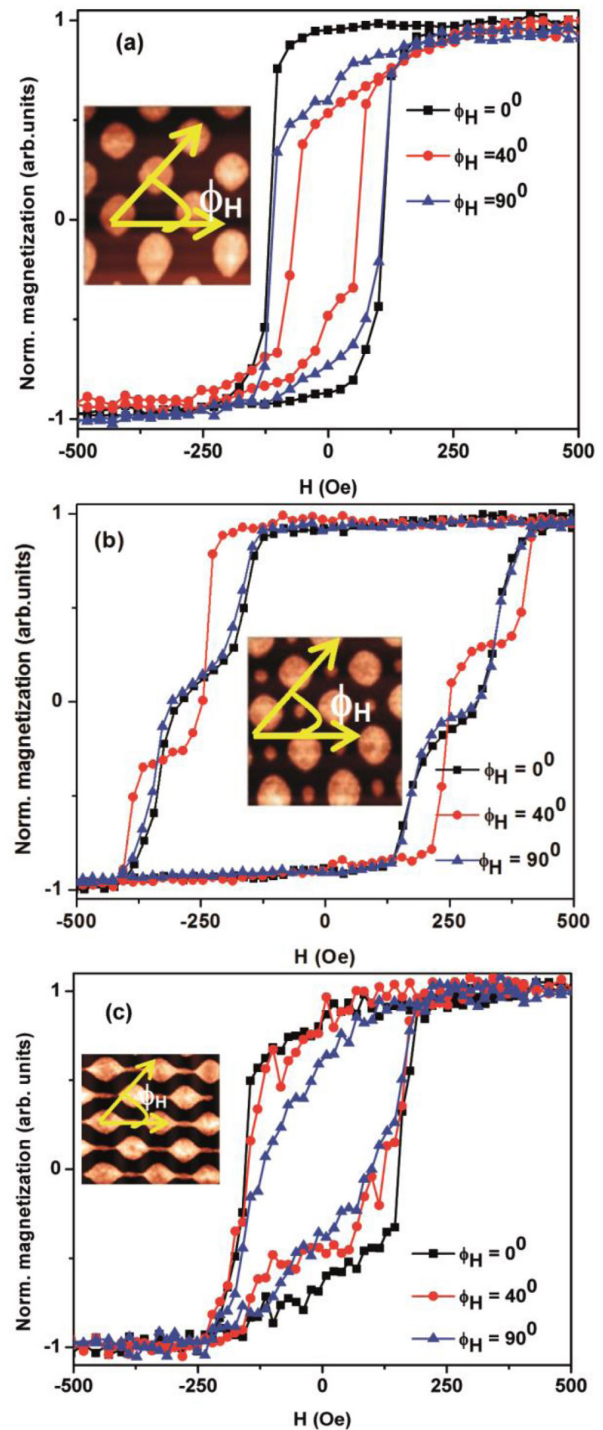 (a)
Norm. magnetization (arb.units)
1
0
-1
ϕH
ϕH = 0⁰
ϕH =40⁰
ϕH =90⁰
-500 -250 0 250 500
H (Oe)
(b)
Norm. magnetization (arb.units)
1
0
-1
ϕH
ϕH = 0⁰
ϕH = 40⁰
ϕH = 90⁰
-500 -250 0 250 500
H (Oe)
(c)
Norm. magnetization (arb. units)
1
0
-1
ϕH
ϕH = 0⁰
ϕH = 40⁰
ϕH = 90⁰
-500 -250 0 250 500
H (Oe)